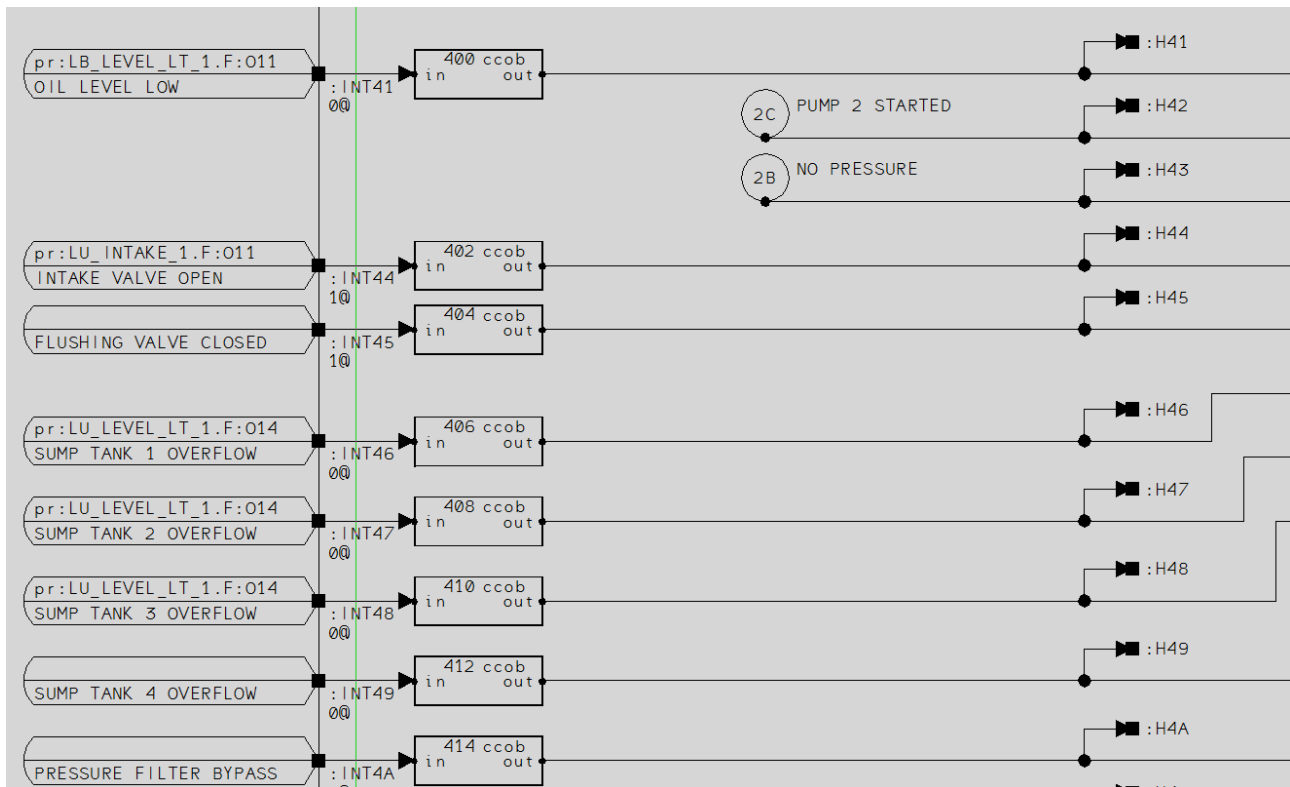 :H41
pr:LB_LEVEL_LT_1.F:O11
400 ccob
in out
OIL LEVEL LOW
:INT41
0@
2C PUMP 2 STARTED
:H42
2B NO PRESSURE
:H43
:H44
pr:LU_INTAKE_1.F:O11
402 ccob
in out
INTAKE VALVE OPEN
:INT44
1@
:H45
404 ccob
in out
FLUSHING VALVE CLOSED
:INT45
1@
:H46
pr:LU_LEVEL_LT_1.F:O14
406 ccob
in out
SUMP TANK 1 OVERFLOW
:INT46
0@
:H47
pr:LU_LEVEL_LT_1.F:O14
408 ccob
in out
SUMP TANK 2 OVERFLOW
:INT47
0@
:H48
pr:LU_LEVEL_LT_1.F:O14
410 ccob
in out
SUMP TANK 3 OVERFLOW
:INT48
0@
:H49
412 ccob
in out
SUMP TANK 4 OVERFLOW
:INT49
0@
:H4A
414 ccob
in out
PRESSURE FILTER BYPASS
:INT4A